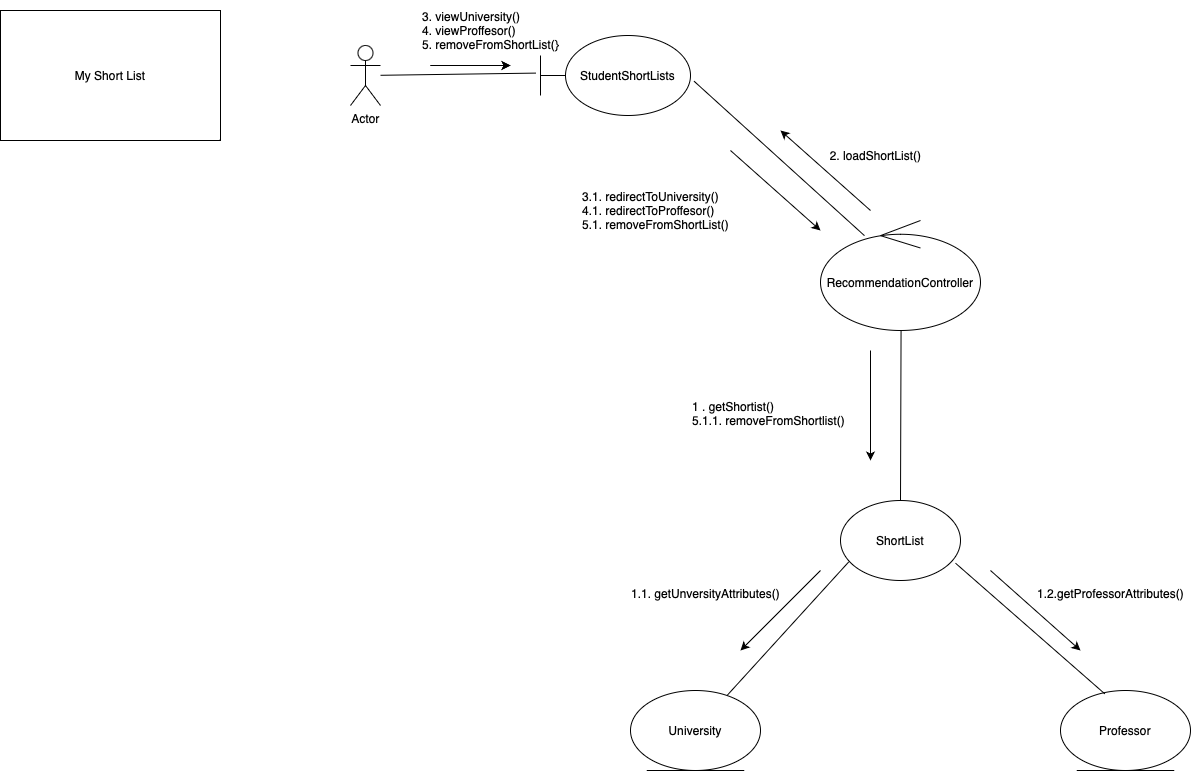 My Short List
3. viewUniversity()
4. viewProffesor()
5. removeFromShortList{}
Actor
StudentShortLists
2. loadShortList()
3.1. redirectToUniversity()
4.1. redirectToProffesor()
5.1. removeFromShortList()
RecommendationController
1 . getShortist()
5.1.1. removeFromShortlist()
ShortList
1.1. getUnversityAttributes()
1.2.getProfessorAttributes()
University
Professor